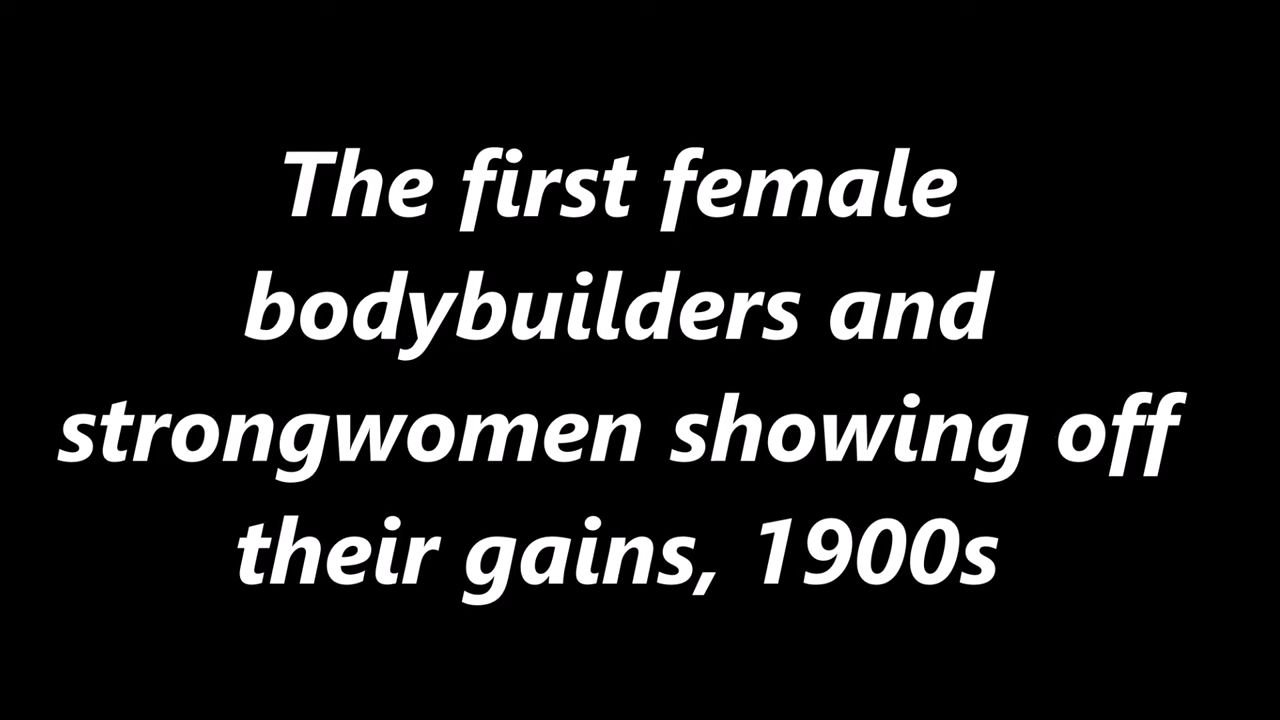 The first female
bodybuilders and
strongwomen showing off
their gains, 1900s